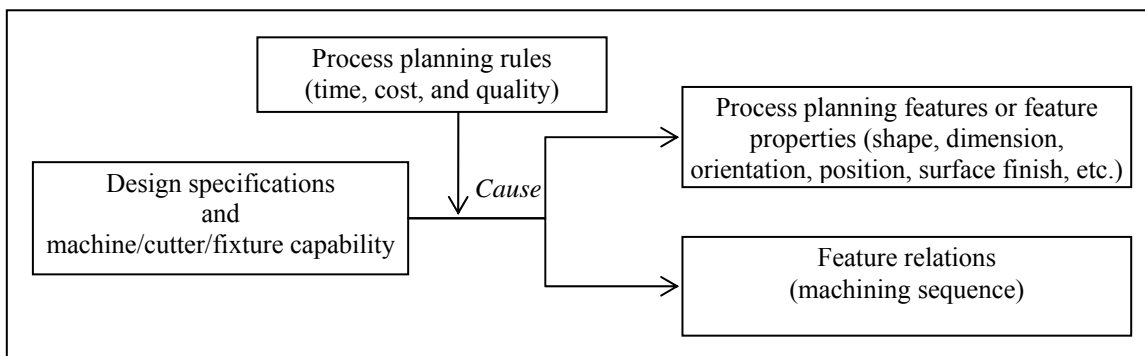 Process planning rules
(time, cost, and quality)
Design specifications
and
machine/cutter/fixture capability
Cause
Process planning features or feature
properties (shape, dimension,
orientation, position, surface finish, etc.)
Feature relations
(machining sequence)